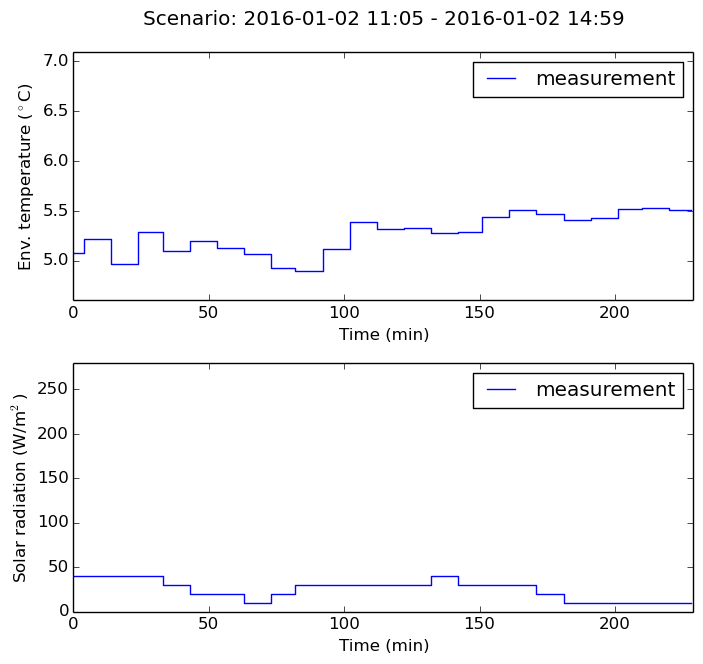 Scenario: 2016-01-02 11:05 - 2016-01-02 14:59
7.0
6.5
6.0
5.5
5.0
Env. temperature (°C)
measurement
0 50 100 150 200
Time (min)
250
200
150
100
50
0
Solar radiation (W/m²)
measurement
0 50 100 150 200
Time (min)